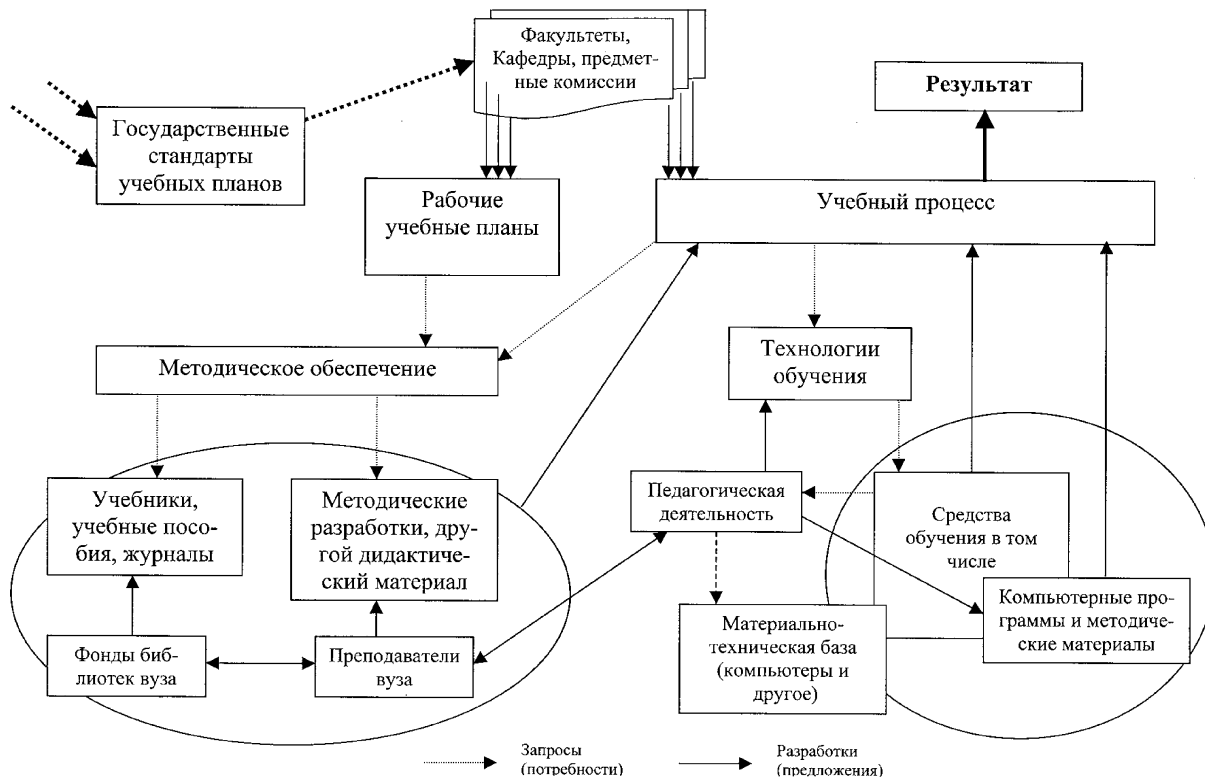 Факультеты,
Кафедры, предмет-
ные комиссии
Результат
Государственные
стандарты
учебных планов
Рабочие
учебные планы
Учебный процесс
Методическое обеспечение
Технологии
обучения
Учебники,
учебные посо-
бия, журналы
Методические
разработки, дру-
гой дидактиче-
ский материал
Педагогическая
деятельность
Средства
обучения в том
числе
Компьютерные про-
граммы и методиче-
ские материалы
Фонды биб-
лиотек вуза
Преподаватели
вуза
Материально-
техническая база
(компьютеры и
другое)
Запросы
(потребности)
Разработки
(предложения)